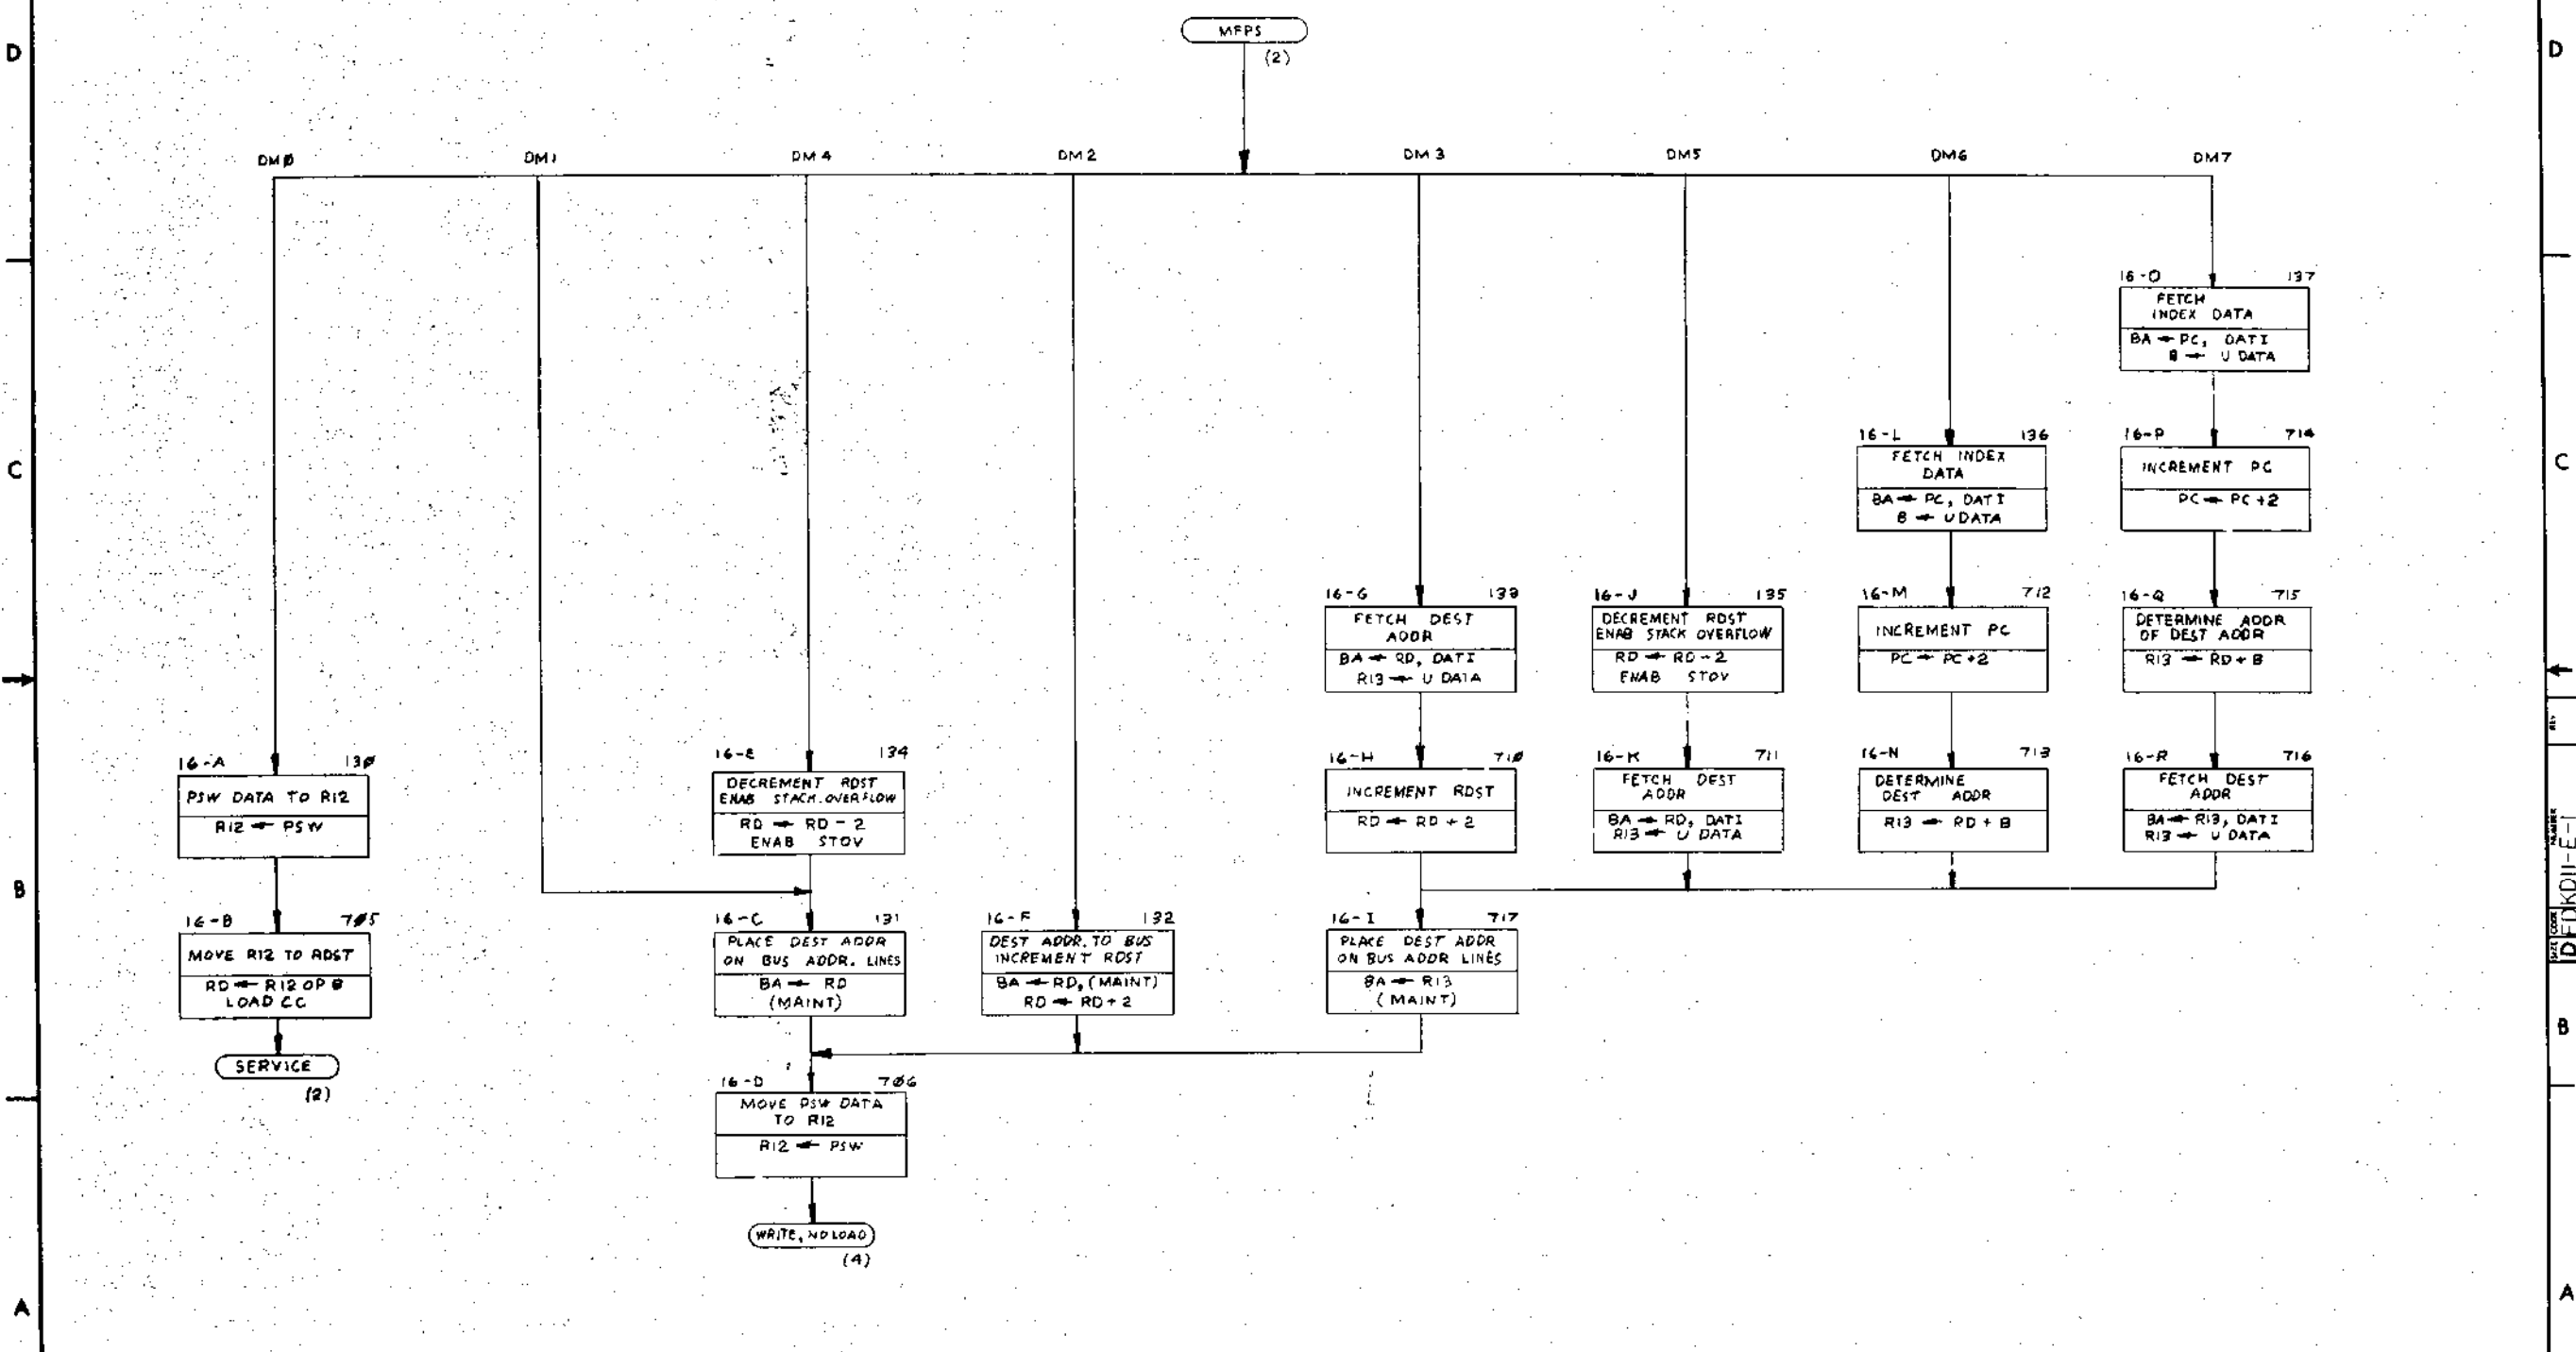 D
D
MFPS
(2)
DMØ
DM1
DM4
DM2
DM3
DM5
DM6
DM7
16-O 137
FETCH
INDEX DATA
BA ← PC, DATI
B ← U DATA
C
C
16-L 136
FETCH INDEX
DATA
BA ← PC, DATI
B ← U DATA
16-P 714
INCREMENT PC
PC ← PC +2
16-G 133
FETCH DEST
ADDR
BA ← RD, DATI
R13 ← U DATA
16-J 135
DECREMENT RDST
ENAB STACK OVERFLOW
RD ← RD - 2
ENAB STOV
16-M 712
INCREMENT PC
PC ← PC +2
16-Q 715
DETERMINE ADDR
OF DEST ADDR
R13 ← RD + B
16-A 13Ø
PSW DATA TO R12
R12 ← PSW
16-E 134
DECREMENT RDST
ENAB STACK OVERFLOW
RD ← RD - 2
ENAB STOV
16-H 71Ø
INCREMENT RDST
RD ← RD + 2
16-K 711
FETCH DEST
ADDR
BA ← RD, DATI
R13 ← U DATA
16-N 713
DETERMINE
DEST ADDR
R13 ← RD + B
16-R 716
FETCH DEST
ADDR
BA ← R13, DATI
R13 ← U DATA
B
B
16-B 7Ø5
MOVE R12 TO RDST
RD ← R12 OP B
LOAD CC
SERVICE
(2)
16-C 131
PLACE DEST ADDR
ON BUS ADDR. LINES
BA ← RD
(MAINT)
16-F 132
DEST ADDR. TO BUS
INCREMENT RDST
BA ← RD, (MAINT)
RD ← RD + 2
16-I 717
PLACE DEST ADDR
ON BUS ADDR LINES
BA ← R13
(MAINT)
16-D 7Ø6
MOVE PSW DATA
TO R12
R12 ← PSW
WRITE, NO LOAD
(4)
A
A
REV
NUMBER
KD11-E-1
SIZE CODE
D FD